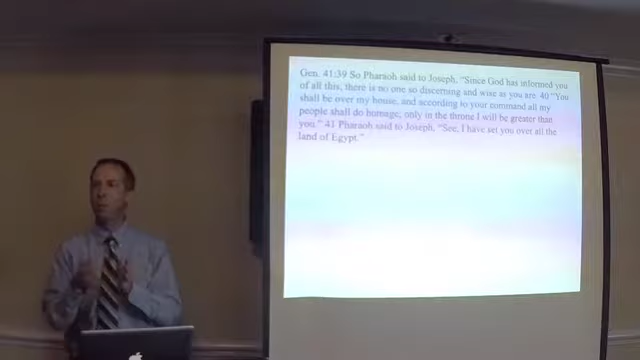 Gen. 41:39 So Pharaoh said to Joseph, “Since God has informed you
of all this, there is no one so discerning and wise as you are. 40 “You
shall be over my house, and according to your command all my
people shall do homage; only in the throne I will be greater than
you.” 41 Pharaoh said to Joseph, “See, I have set you over all the
land of Egypt.”